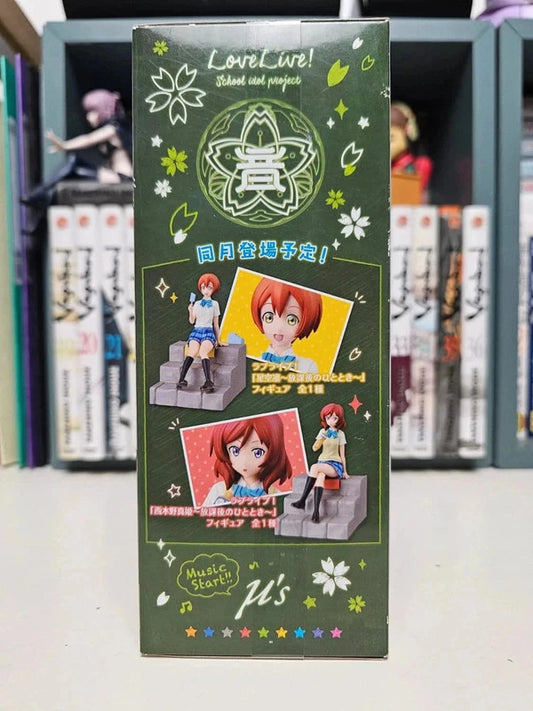 LoveLive!
School idol project
音
同月登場予定!
ラブライブ!
『星空凛~放課後のひととき~』
フィギュア 全1種
ラブライブ!
『西木野真姫~放課後のひととき~』
フィギュア 全1種
Music
Start!!
μ's
20
21
33